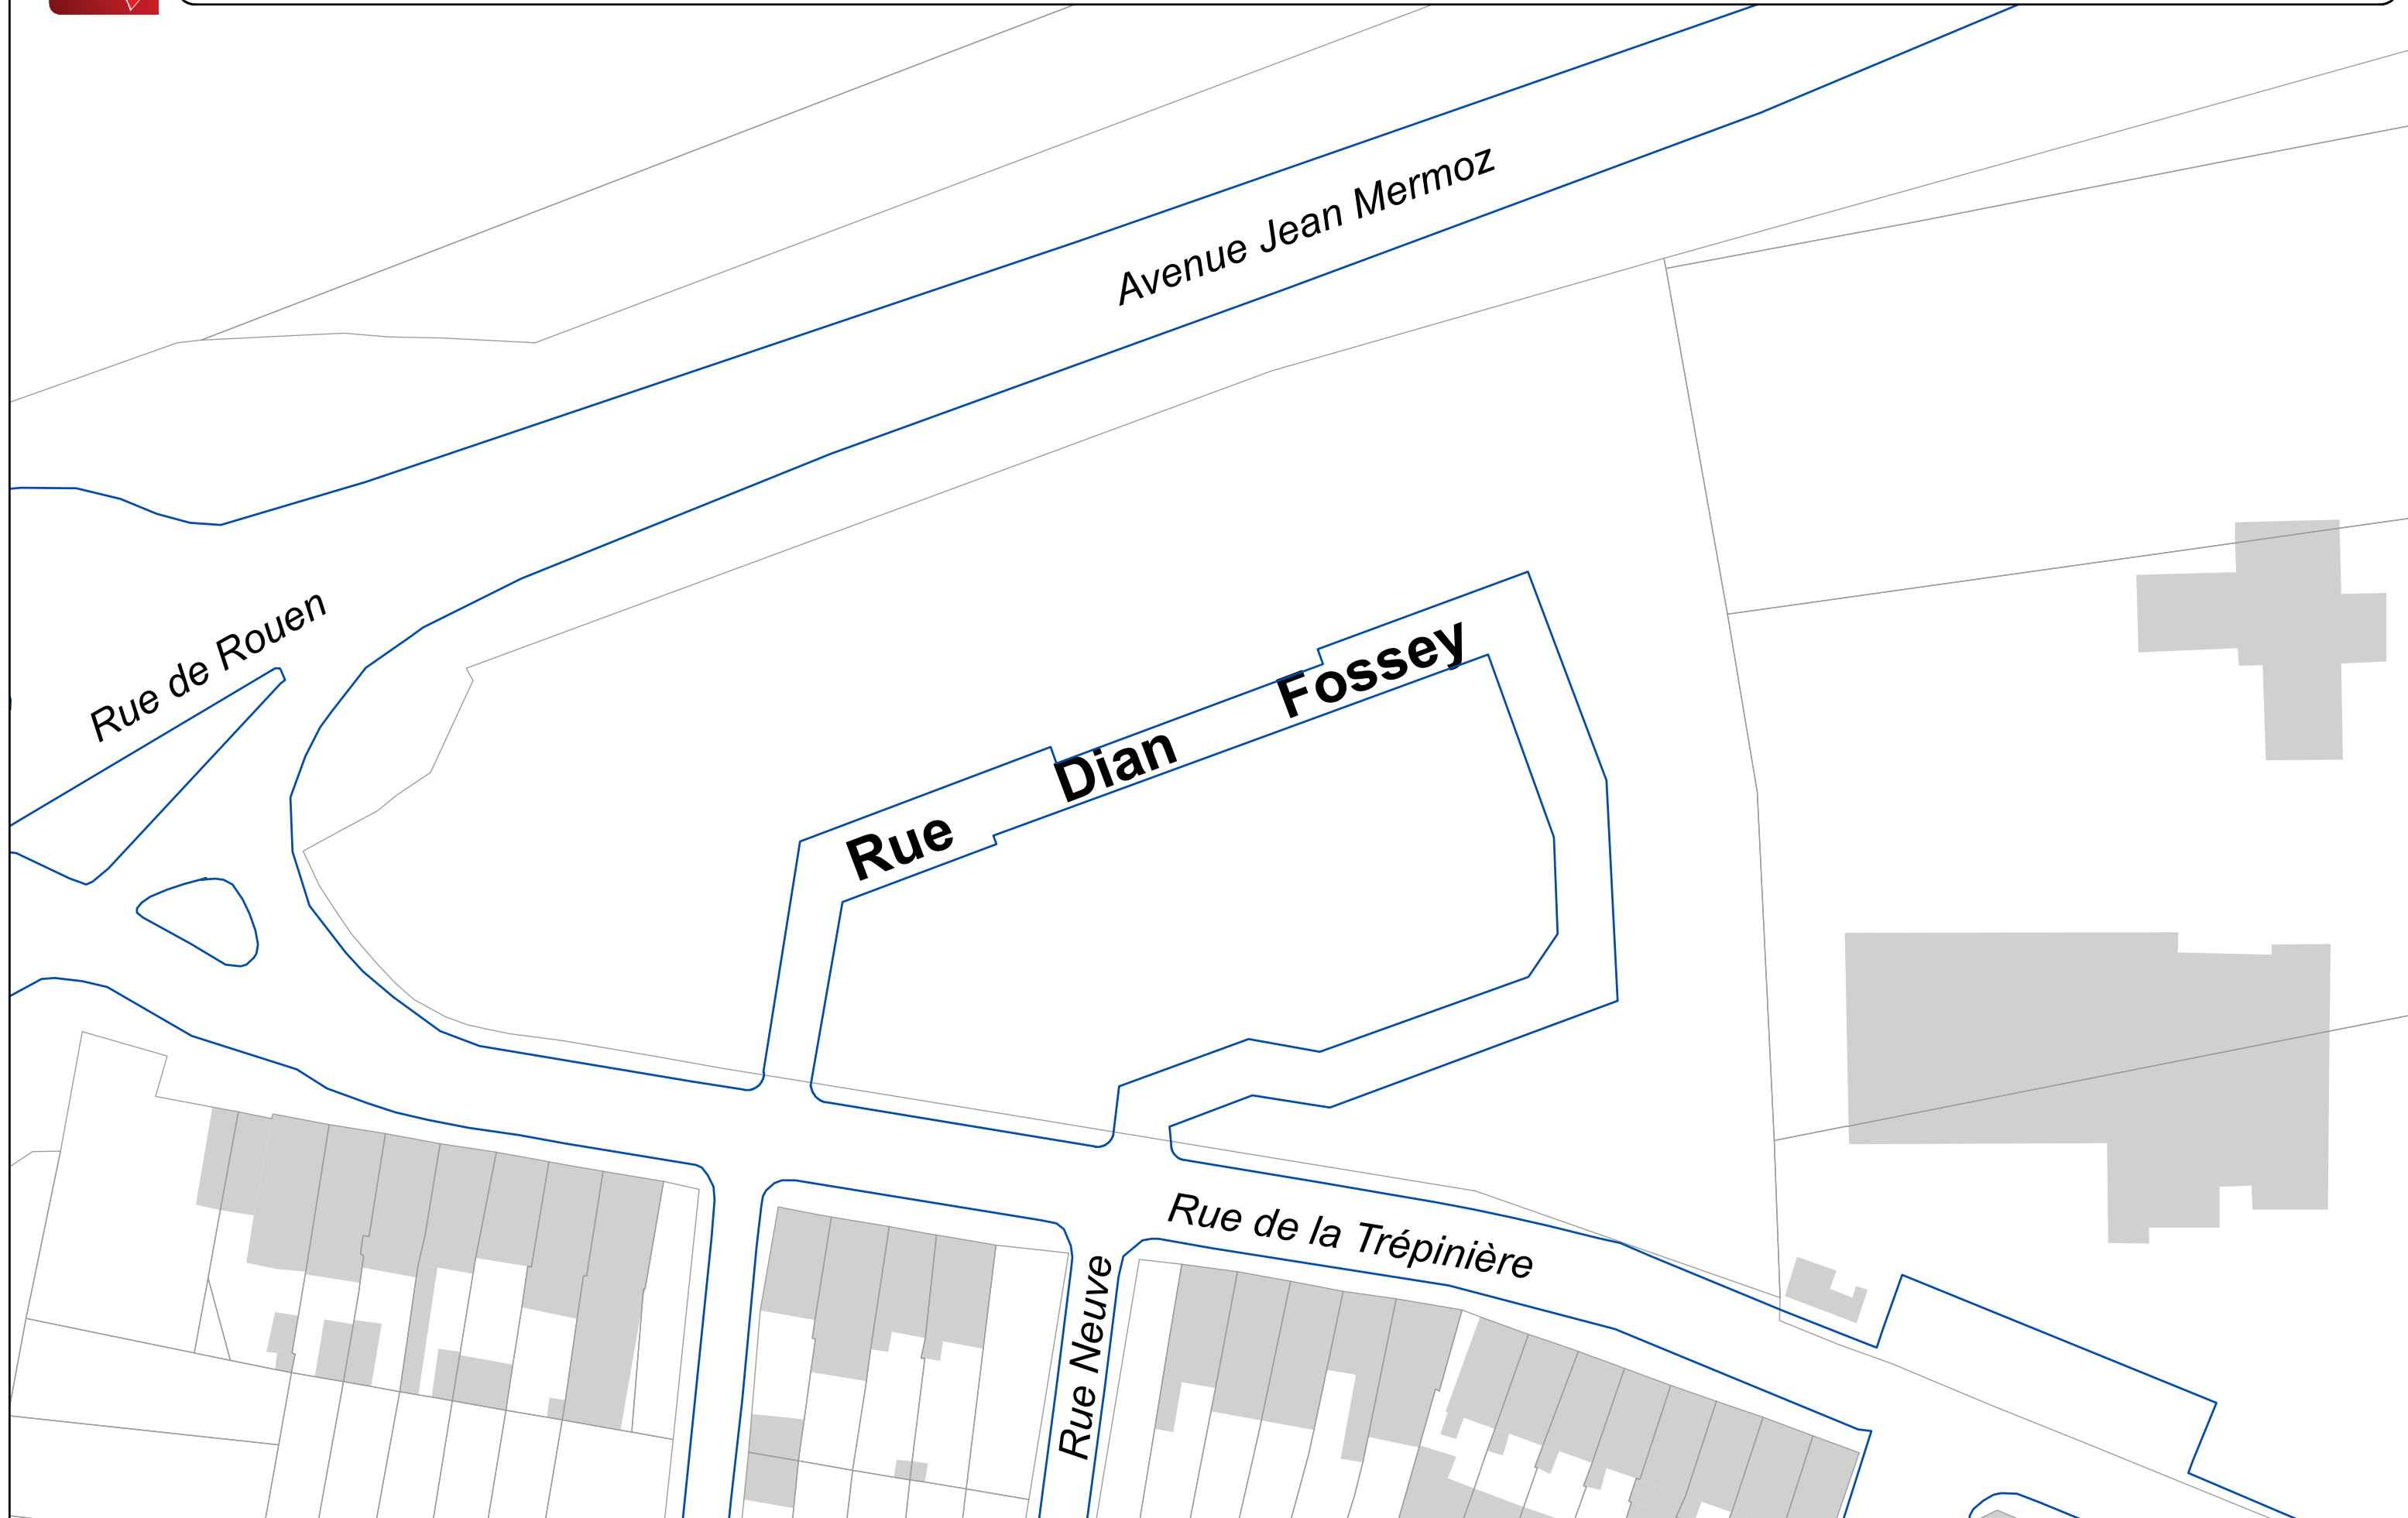 Avenue Jean Mermoz
Rue de Rouen
Rue Dian Fossey
Rue de la Trépinière
Rue Neuve